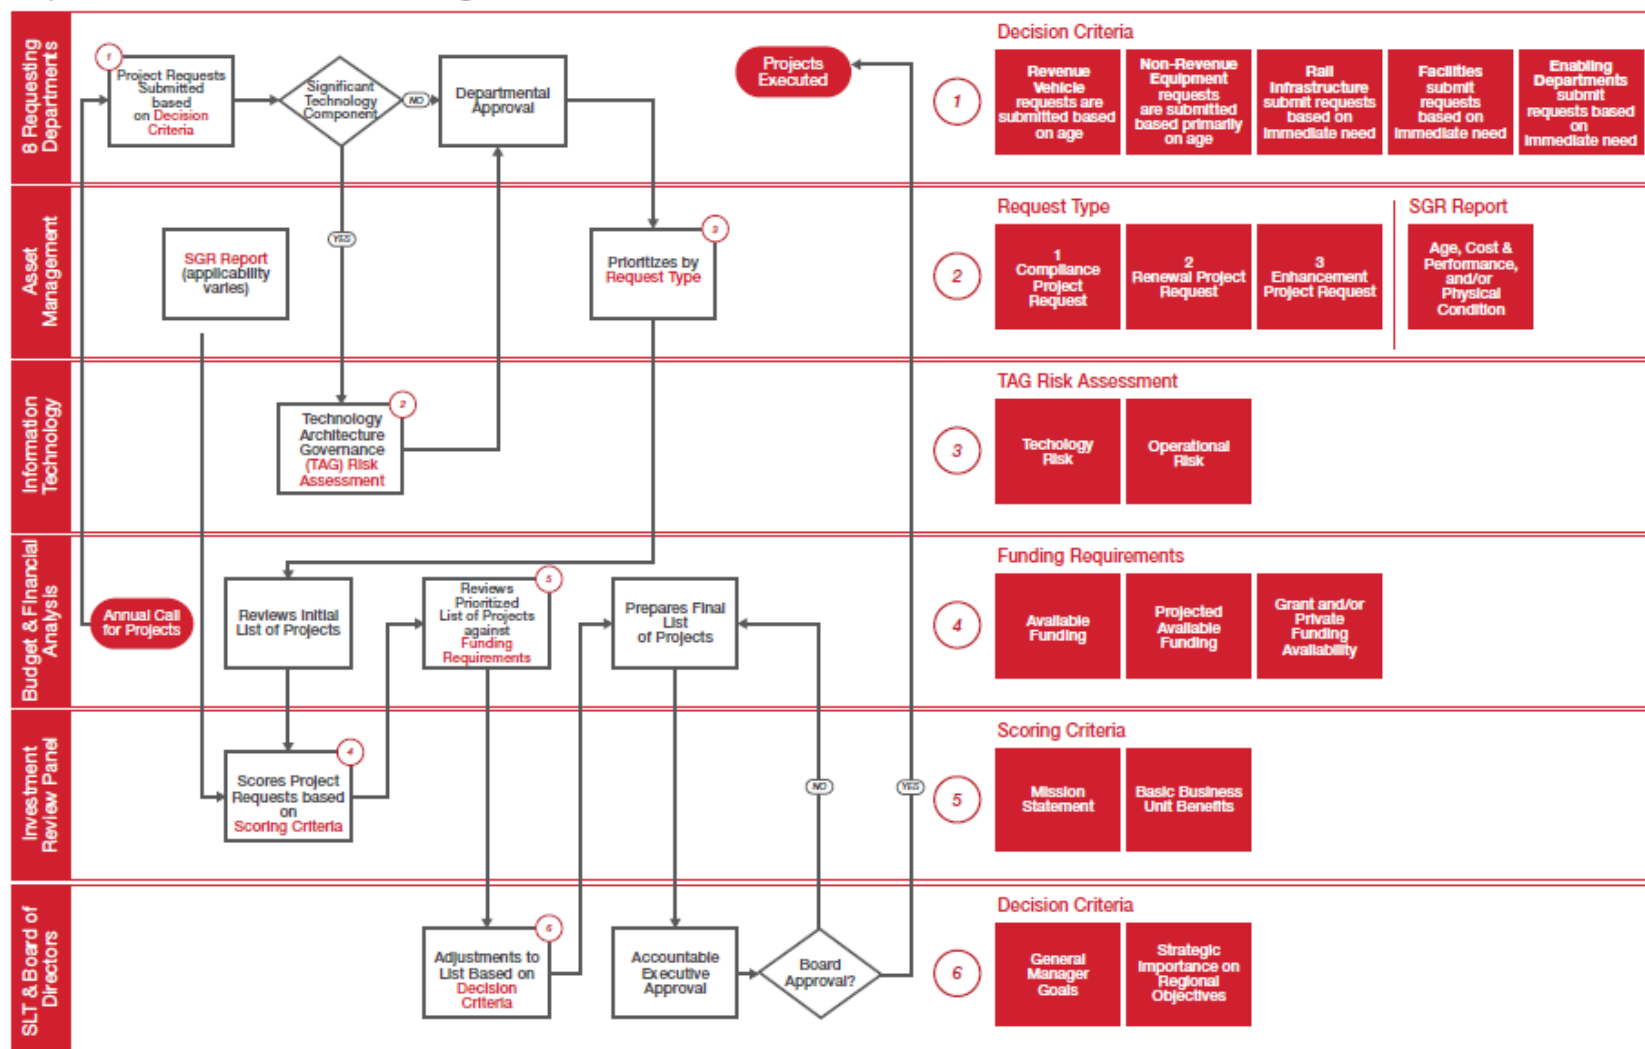 8 Requesting
Departments
1
Project Requests
Submitted
based
on Decision
Criteria
Significant
Technology
Component
NO
Departmental
Approval
Projects
Executed
Decision Criteria
1
Revenue
Vehicle
requests are
submitted based
on age
Non-Revenue
Equipment
requests
are submitted
based primarily
on age
Rail
Infrastructure
submit requests
based on
Immediate need
Facilities
submit
requests
based on
Immediate need
Enabling
Departments
submit
requests based
on
Immediate need
Asset
Management
SGR Report
(applicability
varies)
YES
3
Prioritizes by
Request Type
Request Type
2
1
Compliance
Project
Request
2
Renewal Project
Request
3
Enhancement
Project Request
SGR Report
Age, Cost &
Performance,
and/or
Physical
Condition
Information
Technology
2
Technology
Architecture
Governance
(TAG) Risk
Assessment
TAG Risk Assessment
3
Techology
Risk
Operational
Risk
Budget & Financial
Analysis
Annual Call
for Projects
Reviews Initial
List of Projects
5
Reviews
Prioritized
List of Projects
against
Funding
Requirements
Prepares Final
List
of Projects
Funding Requirements
4
Available
Funding
Projected
Available
Funding
Grant and/or
Private
Funding
Availability
Investment
Review Panel
4
Scores Project
Requests based
on
Scoring Criteria
NO
YES
Scoring Criteria
5
Mission
Statement
Basic Business
Unit Benefits
SLT & Board of
Directors
6
Adjustments to
List Based on
Decision
Criteria
Accountable
Executive
Approval
Board
Approval?
Decision Criteria
6
General
Manager
Goals
Strategic
Importance on
Regional
Objectives